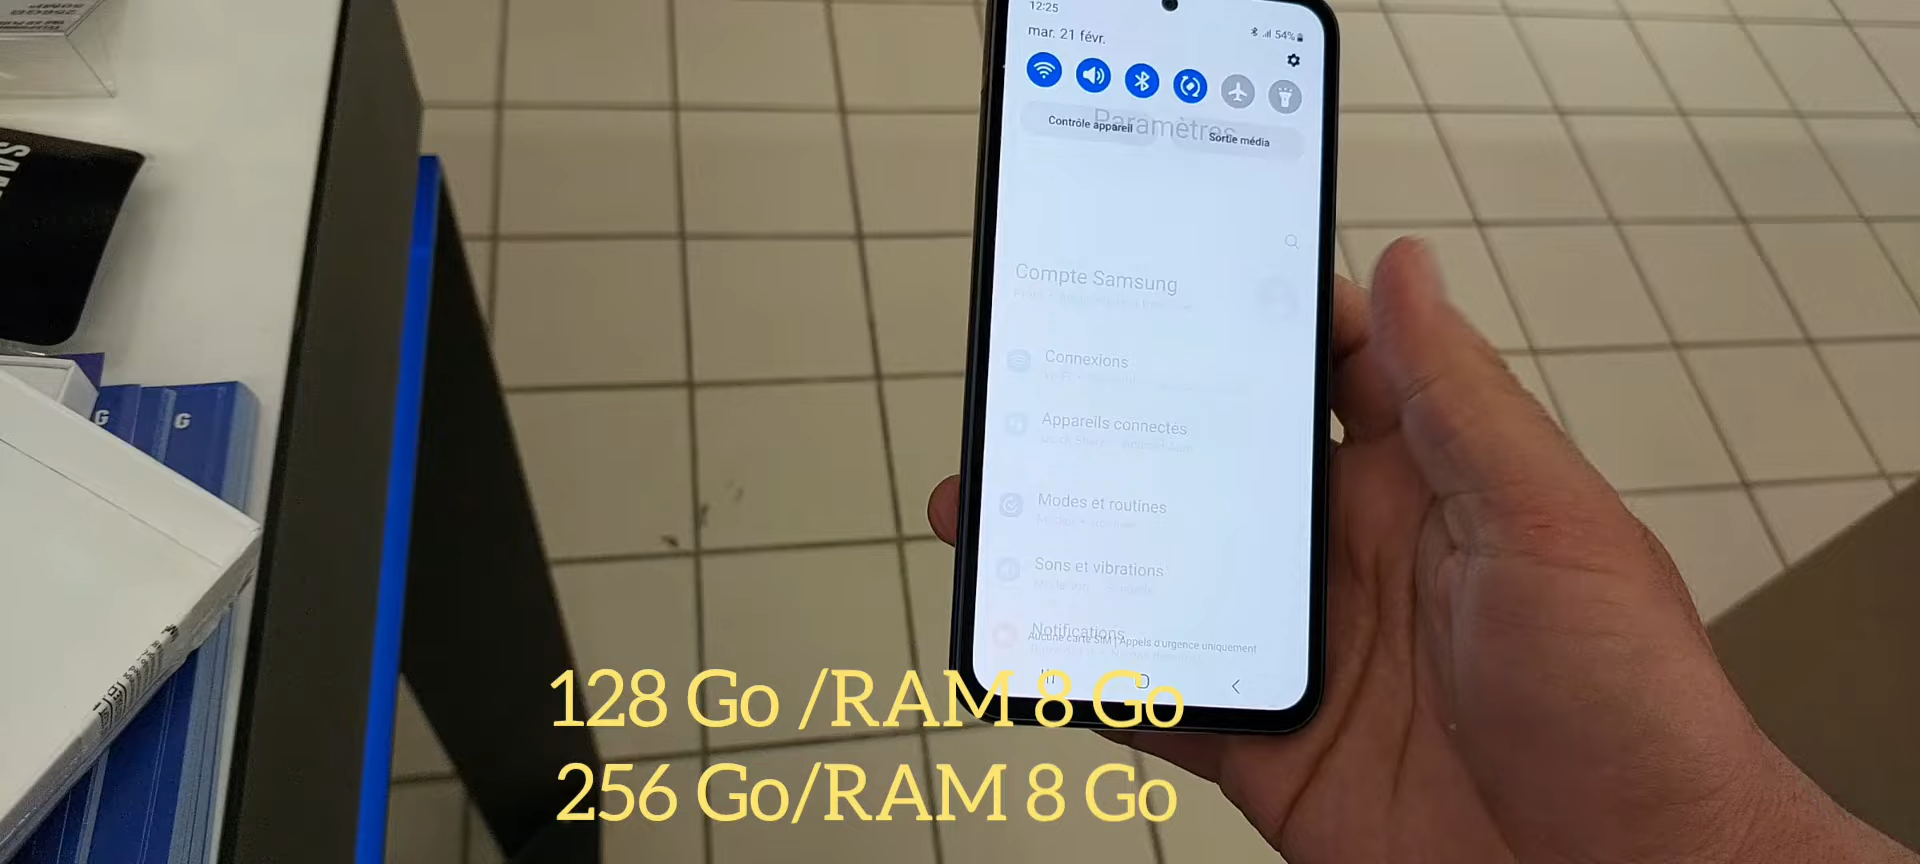 12:25
54%
mar. 21 févr.
Paramètres
Contrôle appareil
Sortie média
Compte Samsung
Connexions
Appareils connectés
Modes et routines
Sons et vibrations
Notifications
Aucune carte SIM | Appels d'urgence uniquement
128 Go /RAM 8 Go
256 Go/RAM 8 Go
G
G